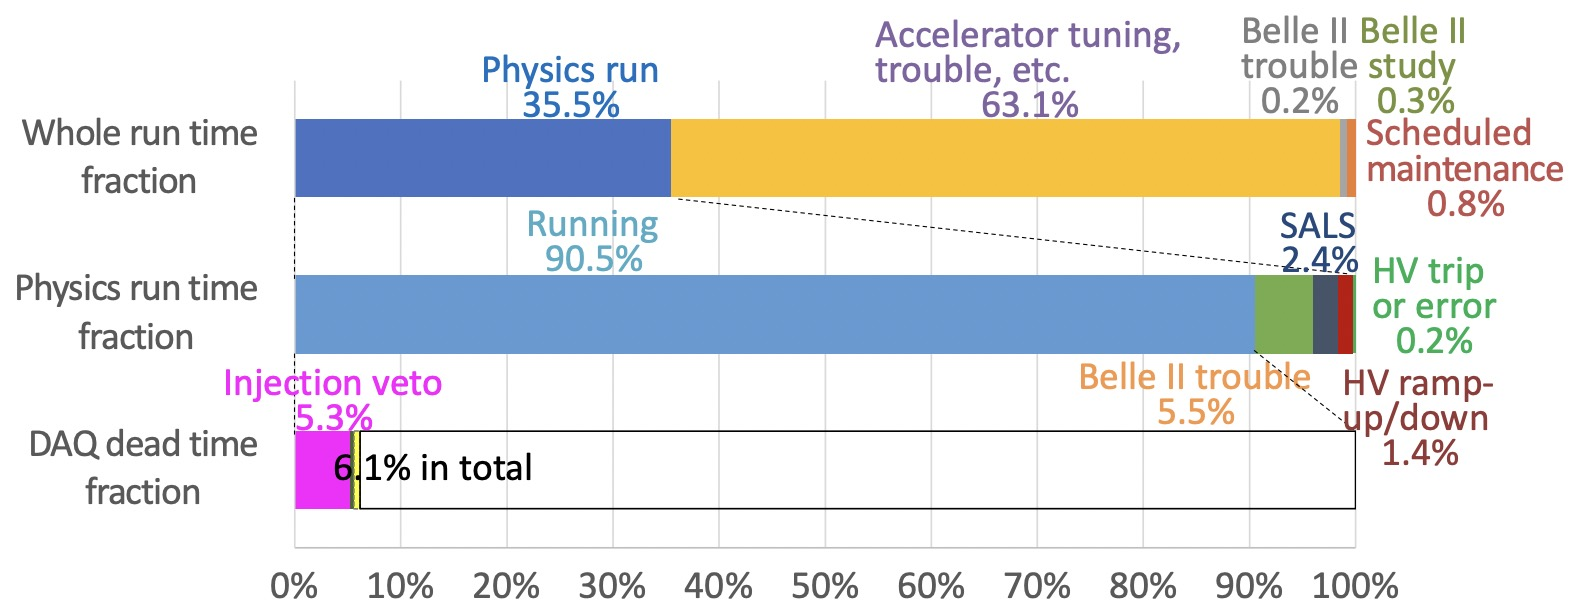 Physics run
35.5%
Accelerator tuning,
trouble, etc.
63.1%
Belle II
trouble
0.2%
Belle II
study
0.3%
Whole run time
fraction
Scheduled
maintenance
0.8%
Running
90.5%
SALS
2.4%
Physics run time
fraction
HV trip
or error
0.2%
Injection veto
5.3%
Belle II trouble
5.5%
HV ramp-
up/down
1.4%
DAQ dead time
fraction
6.1% in total
0% 10% 20% 30% 40% 50% 60% 70% 80% 90% 100%